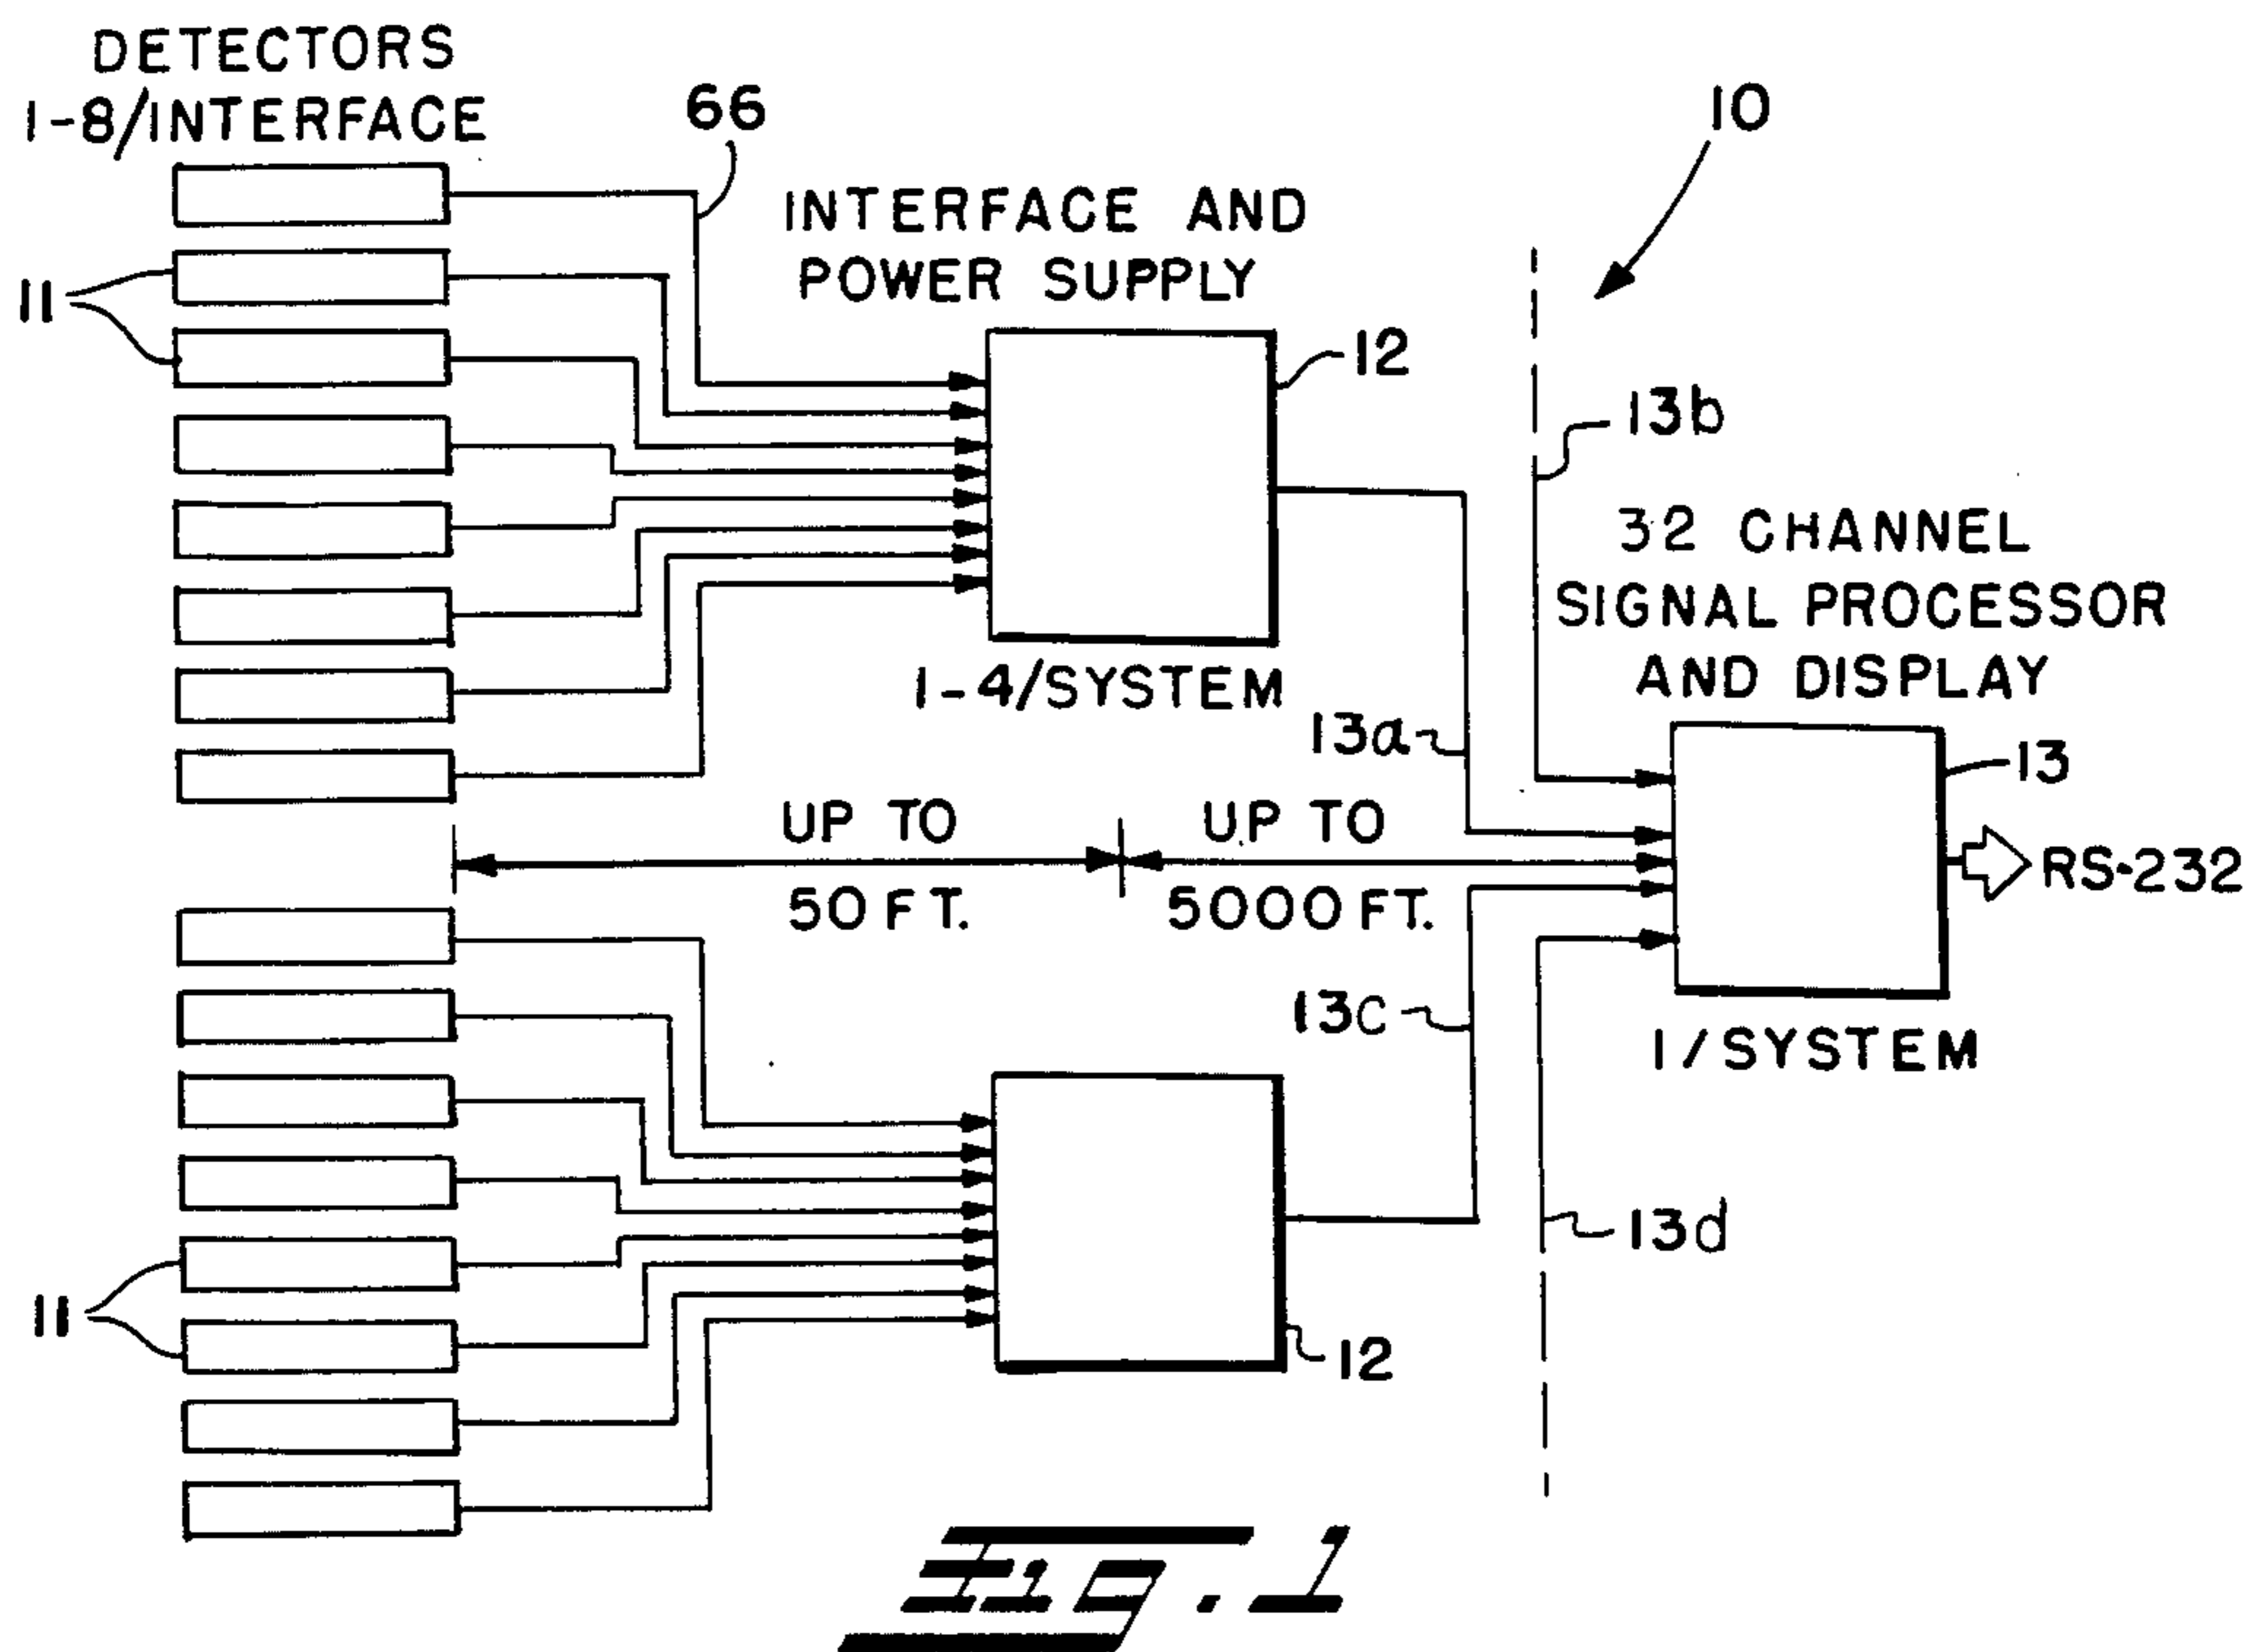 DETECTORS
1-8/INTERFACE
66
10
INTERFACE AND
POWER SUPPLY
11
12
13b
32 CHANNEL
SIGNAL PROCESSOR
AND DISPLAY
1-4/SYSTEM
13a
13
UP TO
50 FT.
UP TO
5000 FT.
RS-232
13c
1/SYSTEM
13d
11
12
Fig. 1